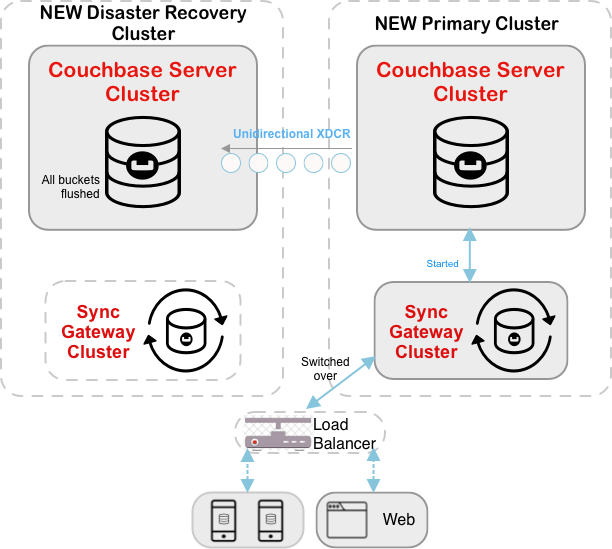 NEW Disaster Recovery
Cluster
Couchbase Server
Cluster
All buckets
flushed
Unidirectional XDCR
NEW Primary Cluster
Couchbase Server
Cluster
Started
Sync
Gateway
Cluster
Sync
Gateway
Cluster
Switched
over
Load
Balancer
Web